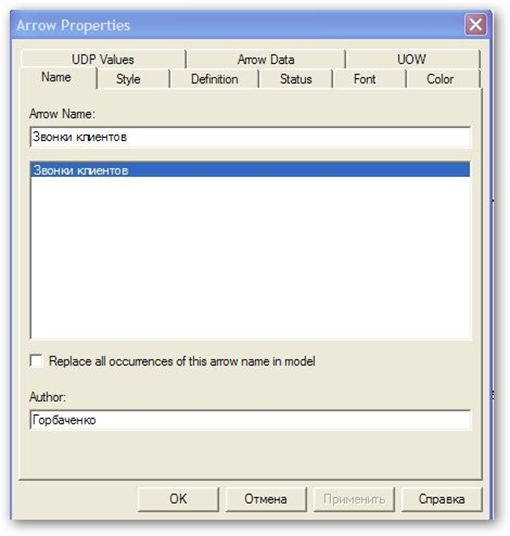 Arrow Properties
UDP Values Arrow Data UOW
Name Style Definition Status Font Color
Arrow Name:
Звонки клиентов
Звонки клиентов
Replace all occurrences of this arrow name in model
Author:
Горбаченко
OK Отмена Применить Справка